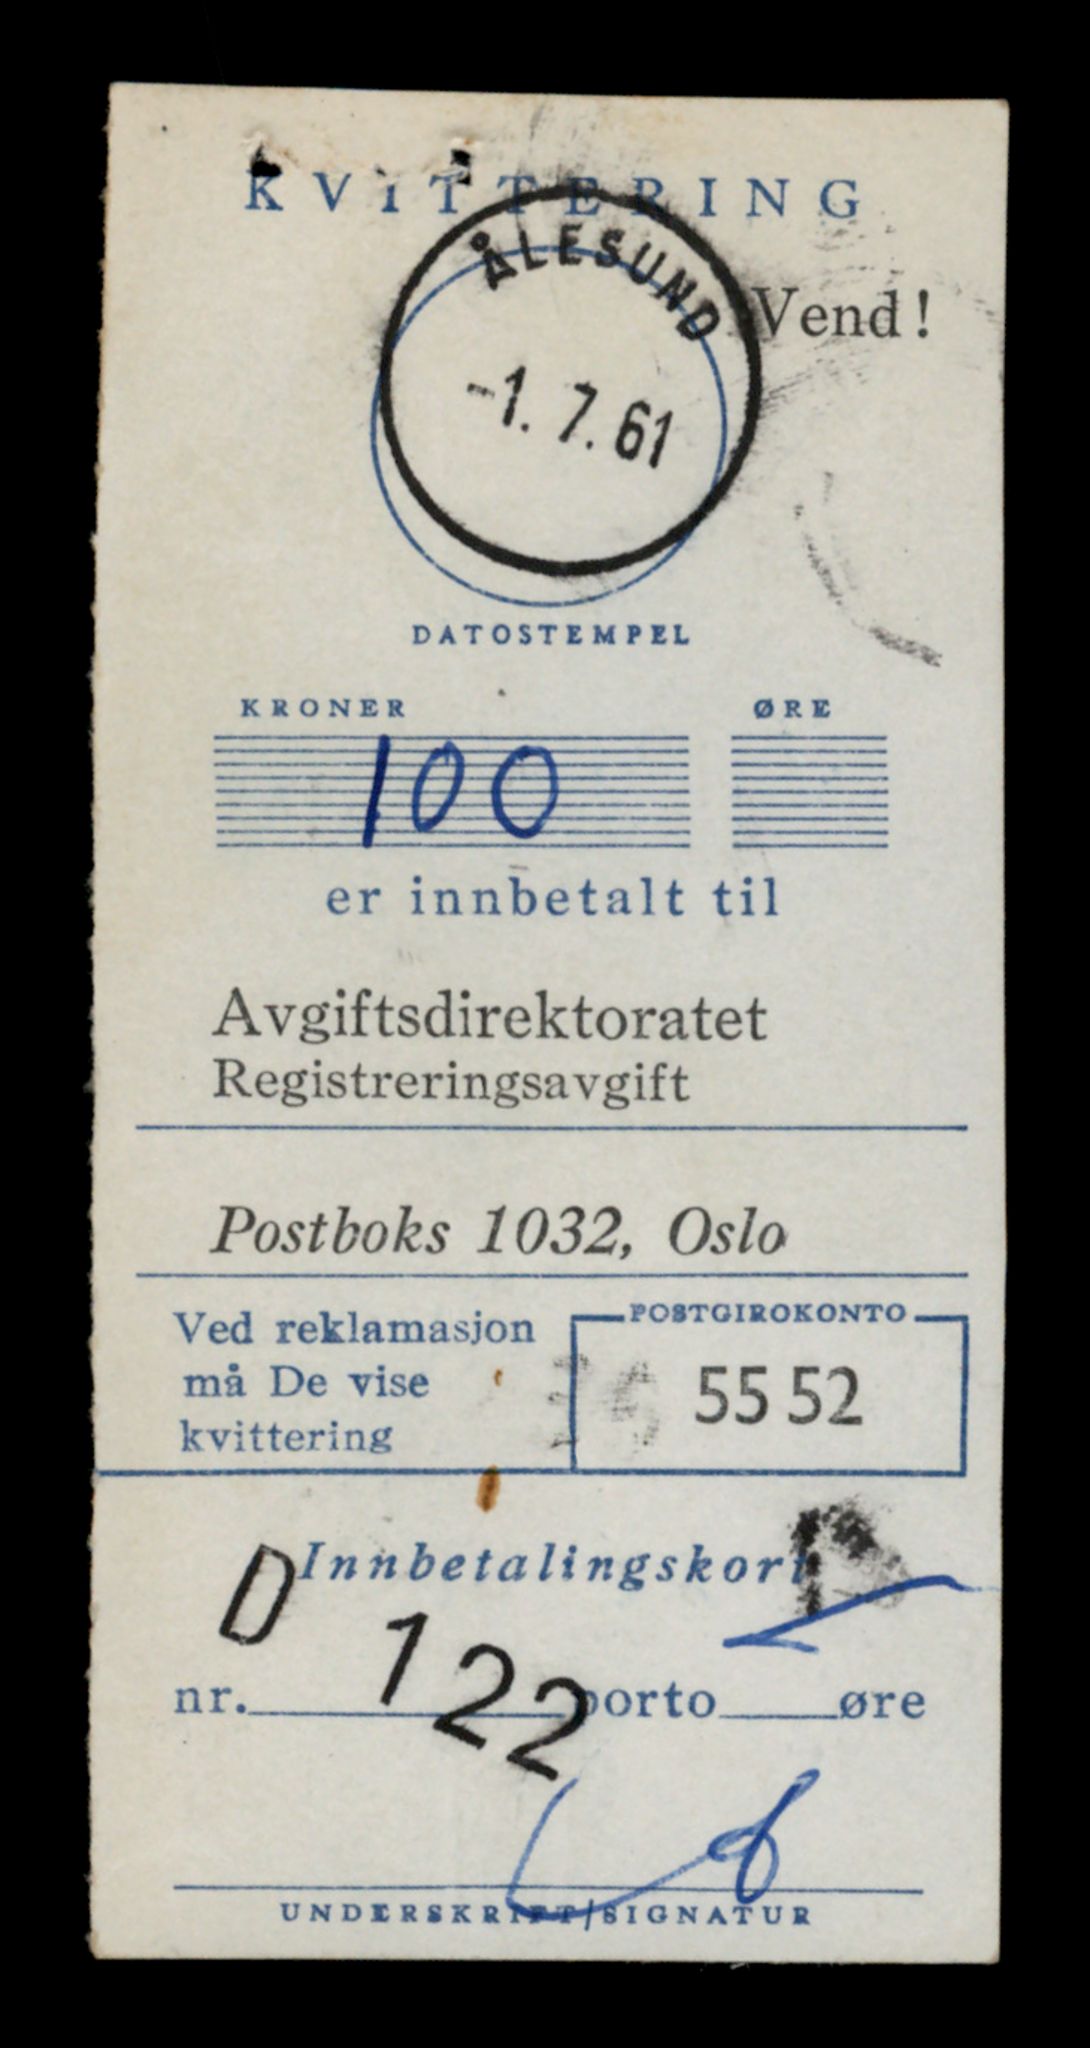 KVITTERING
ÅLESUND
Vend!
-1. 7. 61
DATOSTEMPEL
KRONER ØRE
100
er innbetalt til
Avgiftsdirektoratet
Registreringsavgift
Postboks 1032, Oslo
Ved reklamasjon
må De vise
kvittering
POSTGIROKONTO
55 52
Innbetalingskort
D 122
nr. porto øre
UNDERSKRIFT/SIGNATUR